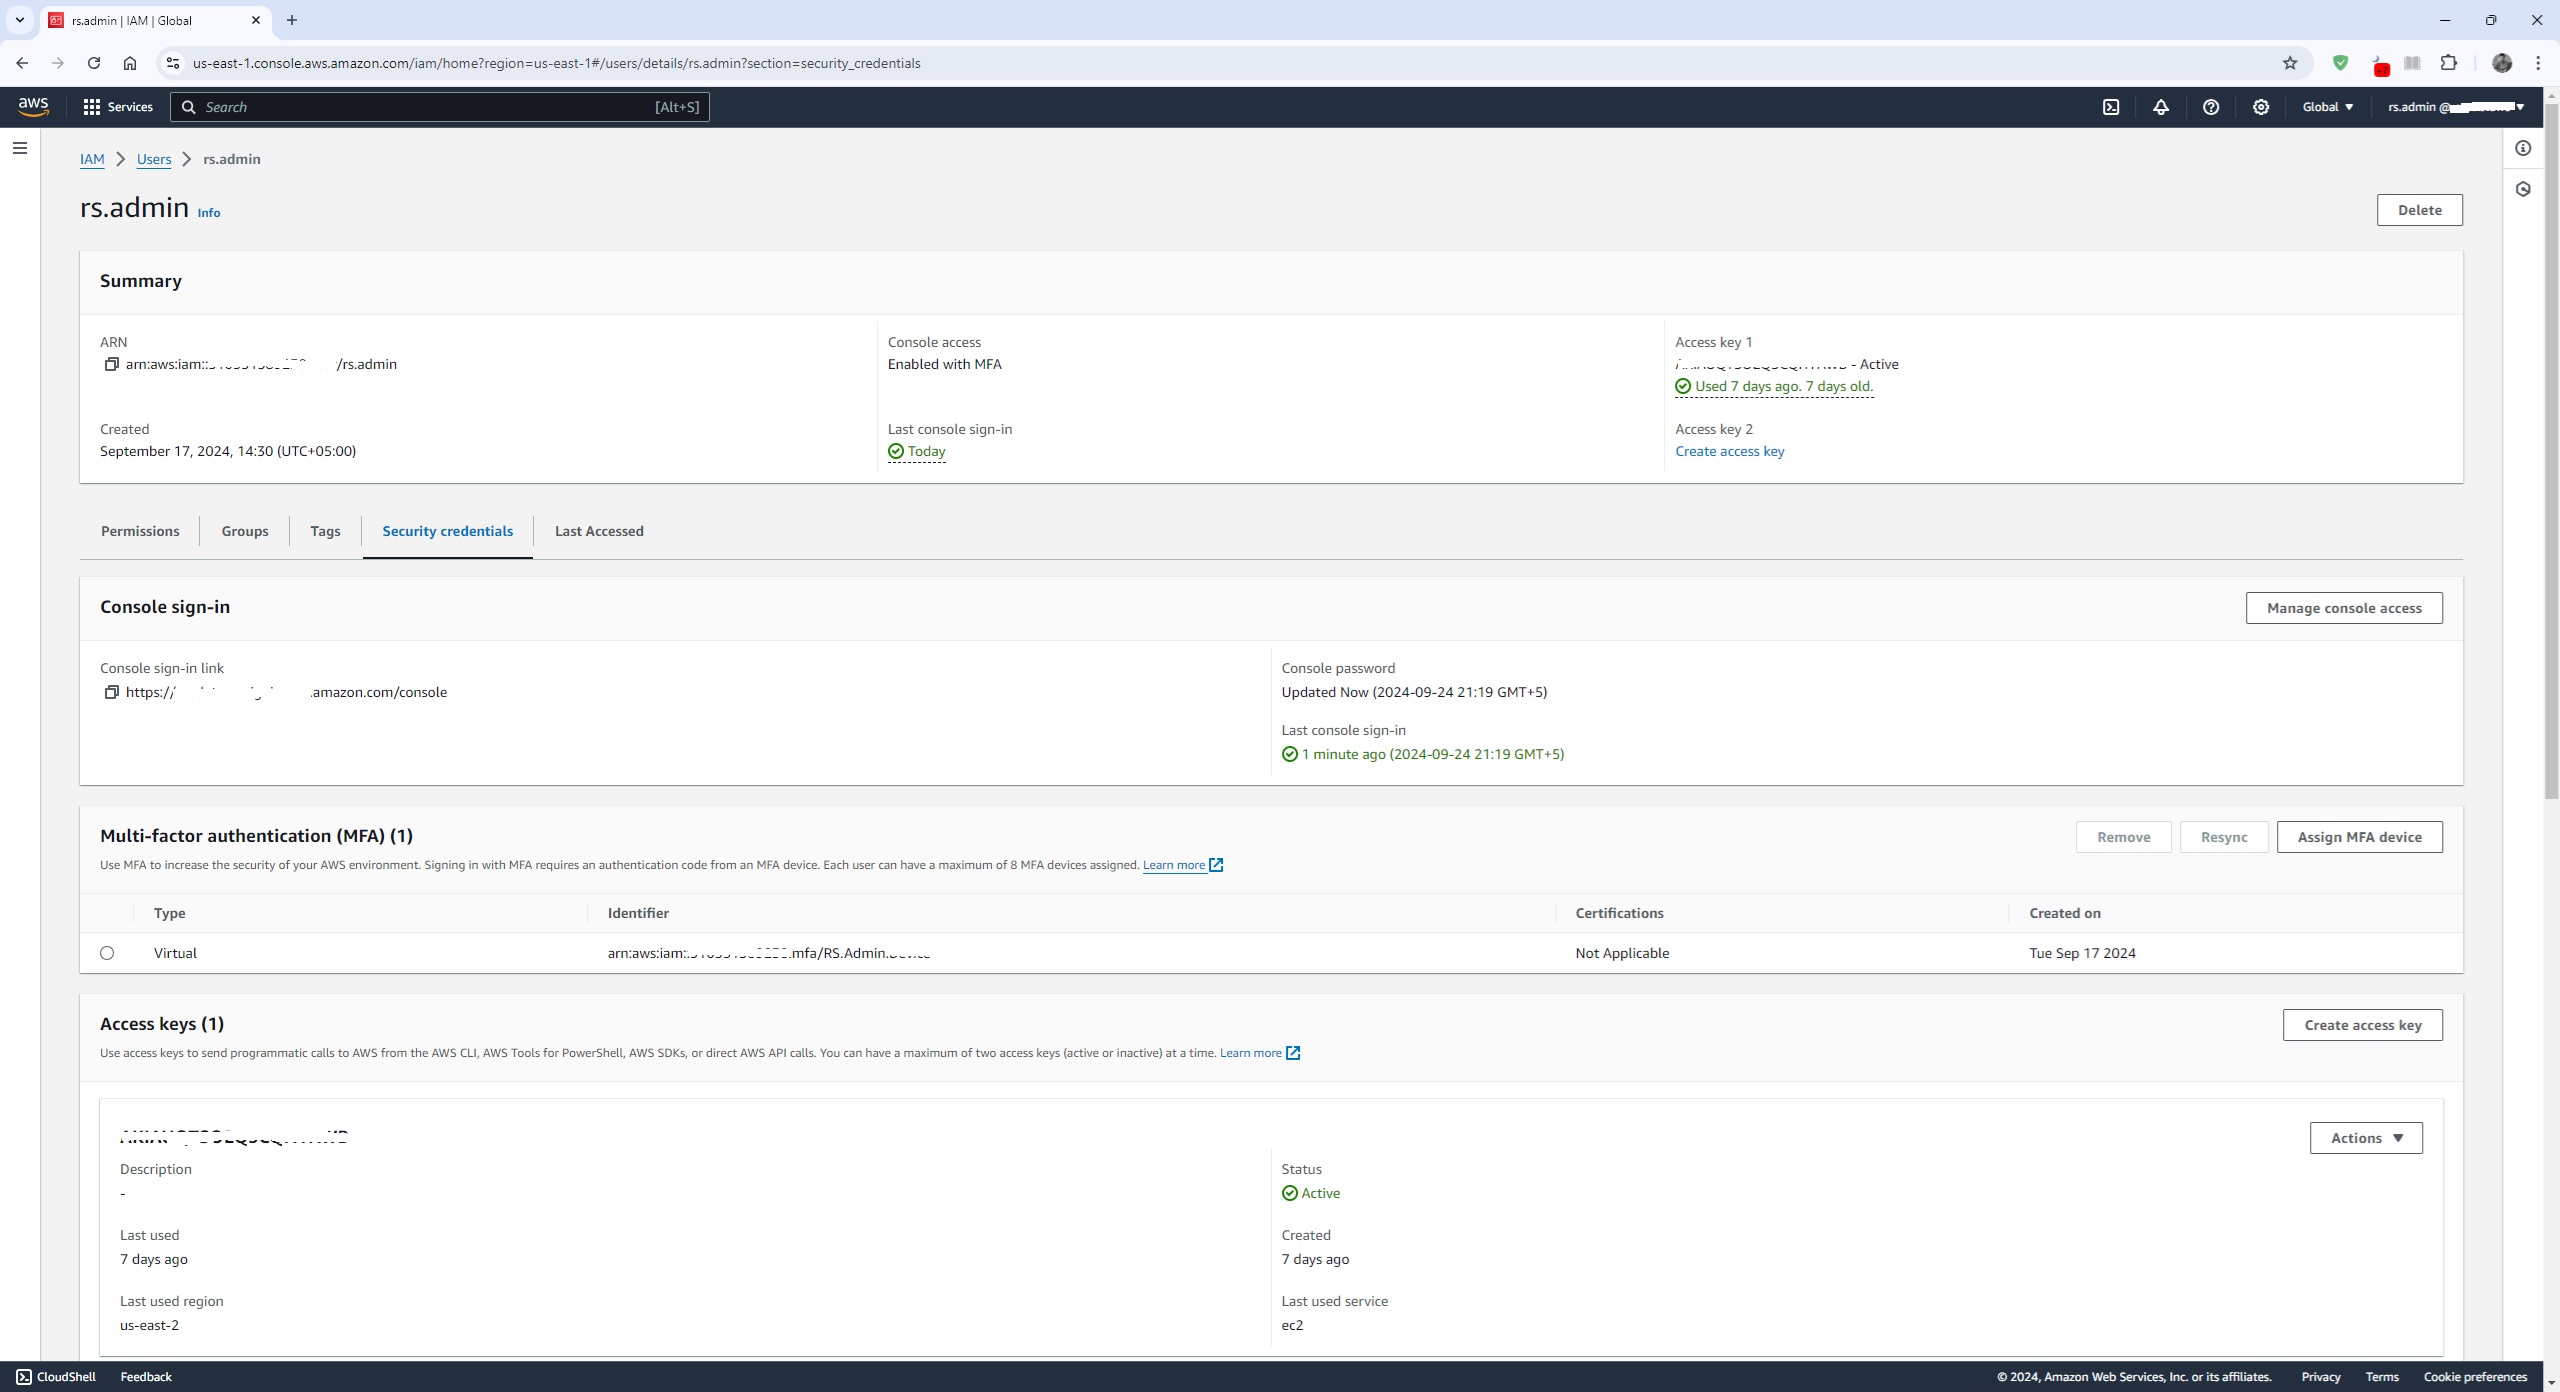 rs.admin | IAM | Global
us-east-1.console.aws.amazon.com/iam/home?region=us-east-1#/users/details/rs.admin?section=security_credentials
aws
Services
Search
[Alt+S]
Global
rs.admin @
IAM
Users
rs.admin
rs.admin
Info
Delete
Summary
ARN
arn:aws:iam:: /rs.admin
Created
September 17, 2024, 14:30 (UTC+05:00)
Console access
Enabled with MFA
Last console sign-in
Today
Access key 1
- Active
Used 7 days ago. 7 days old.
Access key 2
Create access key
Permissions
Groups
Tags
Security credentials
Last Accessed
Console sign-in
Manage console access
Console sign-in link
https:// .amazon.com/console
Console password
Updated Now (2024-09-24 21:19 GMT+5)
Last console sign-in
1 minute ago (2024-09-24 21:19 GMT+5)
Multi-factor authentication (MFA) (1)
Remove
Resync
Assign MFA device
Use MFA to increase the security of your AWS environment. Signing in with MFA requires an authentication code from an MFA device. Each user can have a maximum of 8 MFA devices assigned. Learn more
Type
Identifier
Certifications
Created on
Virtual
arn:aws:iam: mfa/RS.Admin.
Not Applicable
Tue Sep 17 2024
Access keys (1)
Create access key
Use access keys to send programmatic calls to AWS from the AWS CLI, AWS Tools for PowerShell, AWS SDKs, or direct AWS API calls. You can have a maximum of two access keys (active or inactive) at a time. Learn more
Actions
Description
-
Status
Active
Last used
7 days ago
Created
7 days ago
Last used region
us-east-2
Last used service
ec2
CloudShell
Feedback
© 2024, Amazon Web Services, Inc. or its affiliates.
Privacy
Terms
Cookie preferences